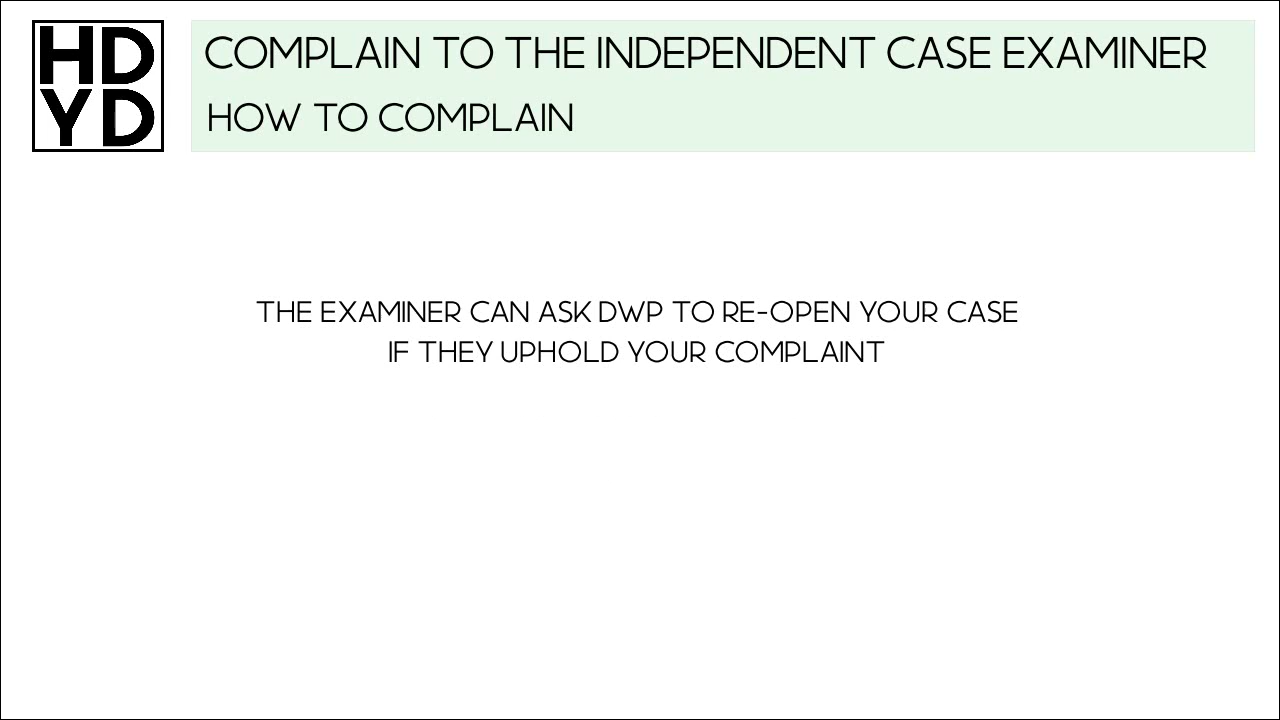 HD
YD
COMPLAIN TO THE INDEPENDENT CASE EXAMINER
HOW TO COMPLAIN
THE EXAMINER CAN ASK DWP TO RE-OPEN YOUR CASE
IF THEY UPHOLD YOUR COMPLAINT